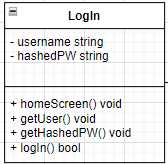 LogIn
- username string
- hashedPW string
+ homeScreen() void
+ getUser() void
+ getHashedPW() void
+ logIn() bool